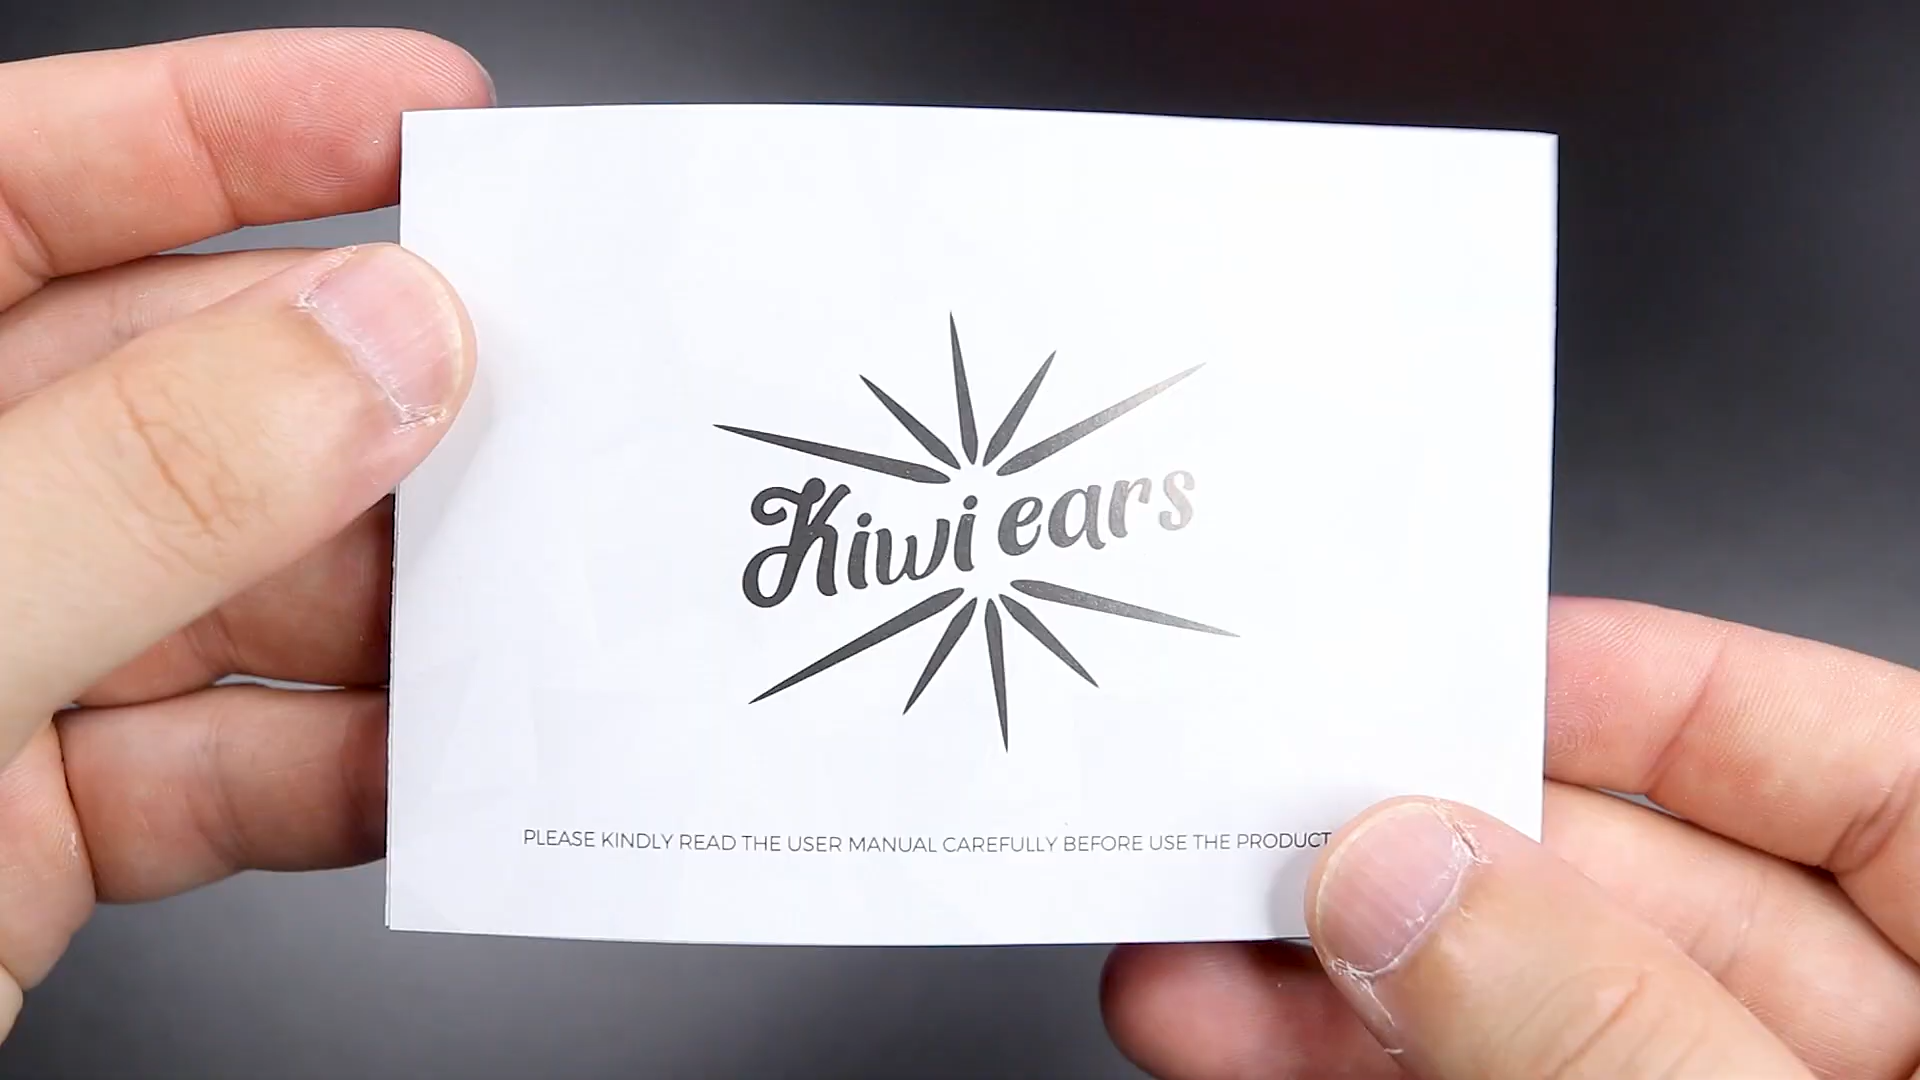 Kiwi ears
PLEASE KINDLY READ THE USER MANUAL CAREFULLY BEFORE USE THE PRODUCT